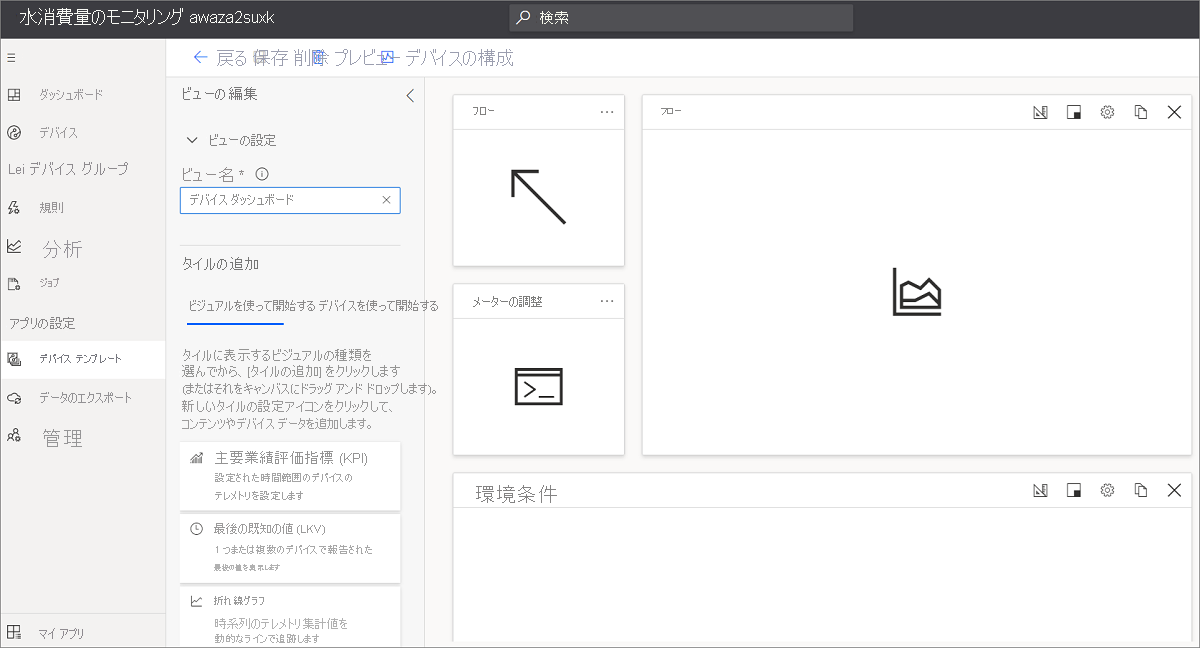 水消費量のモニタリング awaza2suxk
検索
戻る 保存 削除 プレビュー デバイスの構成
ダッシュボード
デバイス
Lei デバイス グループ
規則
分析
ジョブ
アプリの設定
デバイス テンプレート
データのエクスポート
管理
マイ アプリ
ビューの編集
ビューの設定
ビュー名 *
デバイス ダッシュボード
タイルの追加
ビジュアルを使って開始する デバイスを使って開始する
タイルに表示するビジュアルの種類を
選んでから、[タイルの追加] をクリックします
(またはそれをキャンバスにドラッグ アンド ドロップします)。
新しいタイルの設定アイコンをクリックして、
コンテンツやデバイス データを追加します。
主要業績評価指標 (KPI)
設定された時間範囲のデバイスの
テレメトリを設定します
最後の既知の値 (LKV)
1 つまたは複数のデバイスで報告された
最後の値を表示します
折れ線グラフ
時系列のテレメトリ集計値を
動的なラインで追跡します
フロー
メーターの調整
フロー
環境条件